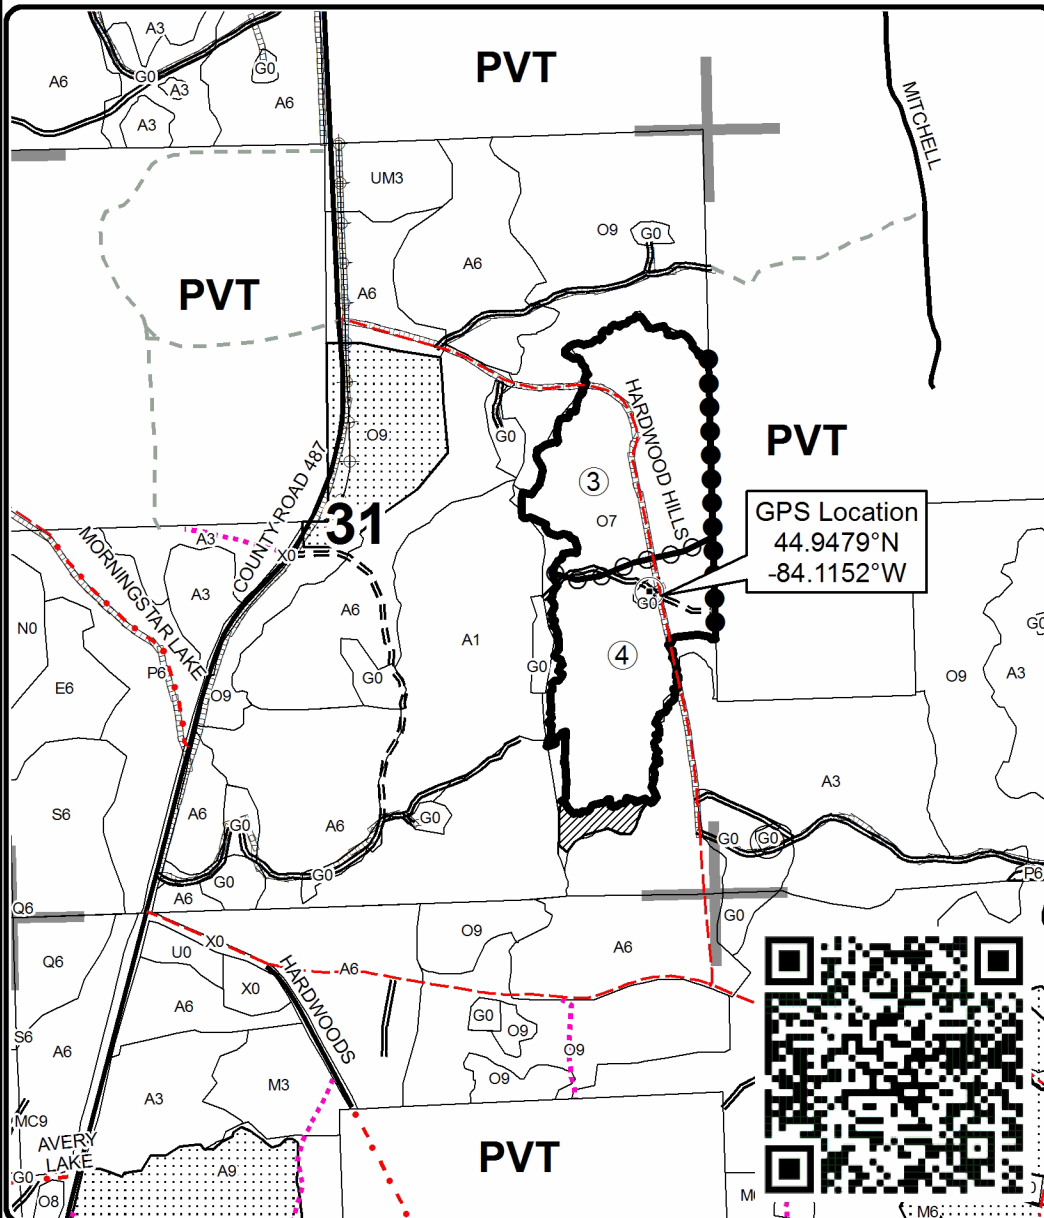 A3
PVT
A6
G0
G0
A3
A6
A3
MITCHELL
UM3
O9
G0
A6
PVT
A6
HARDWOOD HILLS
O9
G0
PVT
COUNTY ROAD 487
3
GPS Location
44.9479°N
-84.1152°W
31
O7
MORNINGSTAR LAKE
A3
X0
A3
A6
G0
N0
A1
G0
4
P6
G0
E6
O9
G0
O9
A3
S6
A6
A6
G0
G0
A3
G0
G0
G0
G0
A6
P6
Q6
G0
X0
O9
A6
Q6
U0
A6
HARDWOODS
X0
A6
G0
O9
S6
A6
O9
M3
O9
A3
MC9
AVERY
LAKE
PVT
G0
A9
O8
M6